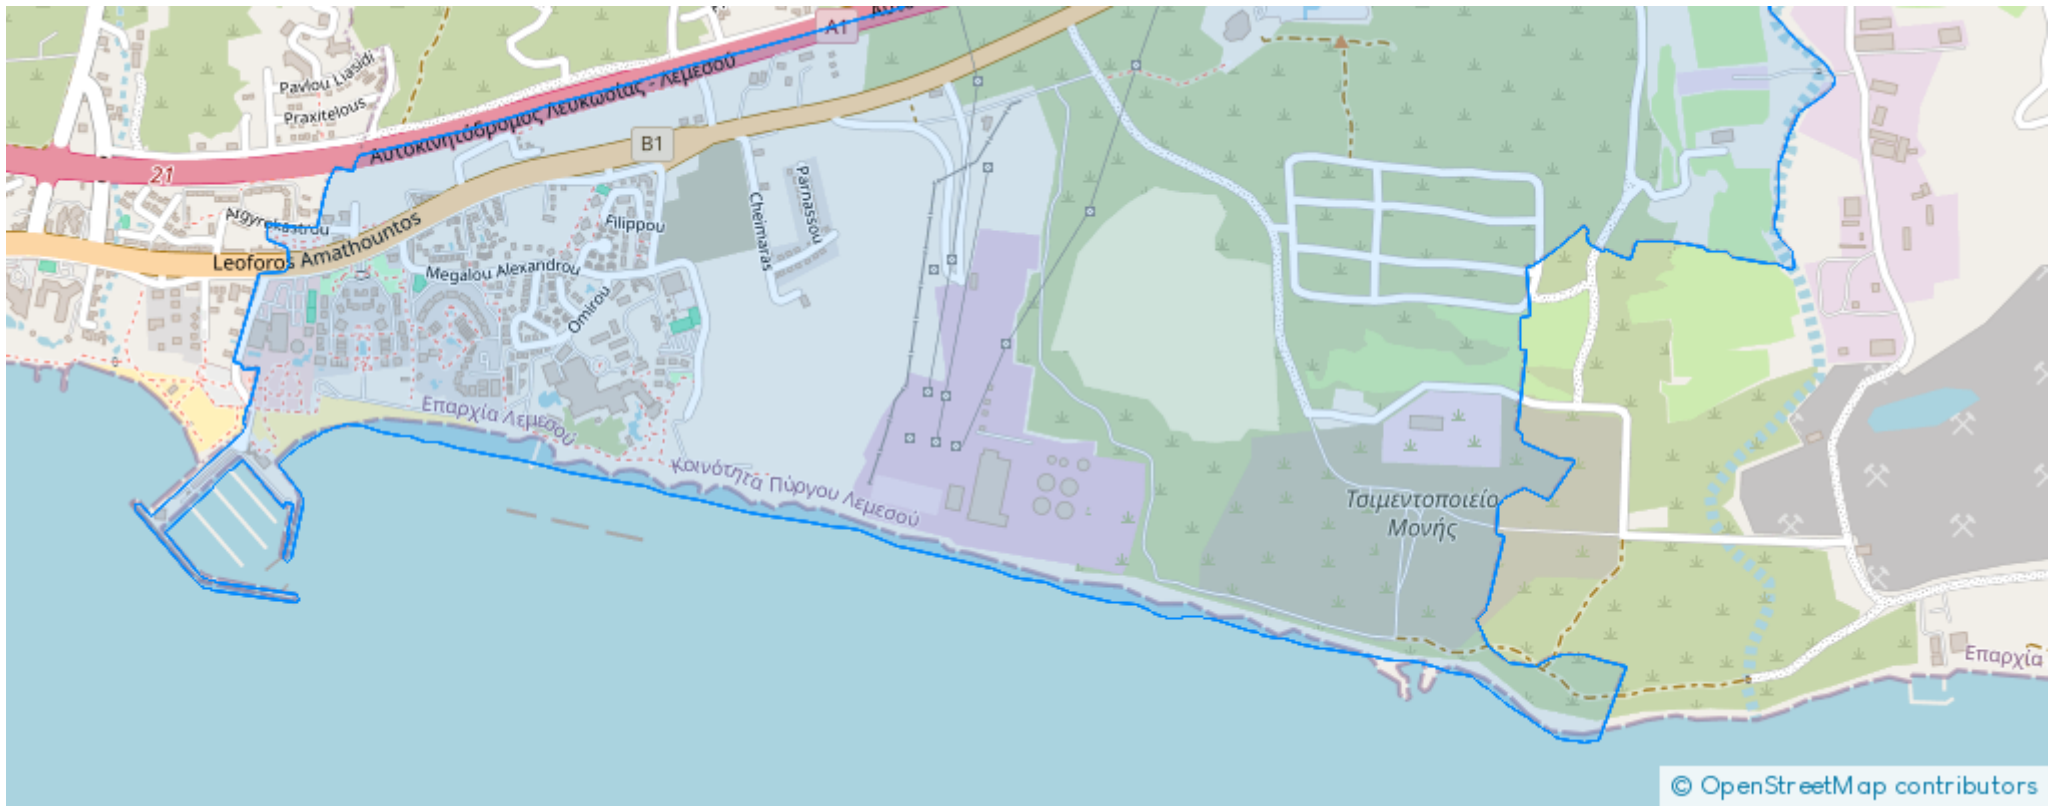 A1
Αυτοκινητόδρομος Λευκωσίας - Λεμεσού
Pavlou Liasidi
Praxitelous
21
B1
Argyrokastrou
Leoforos Amathountos
Filippou
Parnassou
Cheimaras
Megalou Alexandrou
Omirou
Επαρχία Λεμεσού
Κοινότητα Πύργου Λεμεσού
Τσιμεντοποιείο
Μονής
Επαρχία
© OpenStreetMap contributors